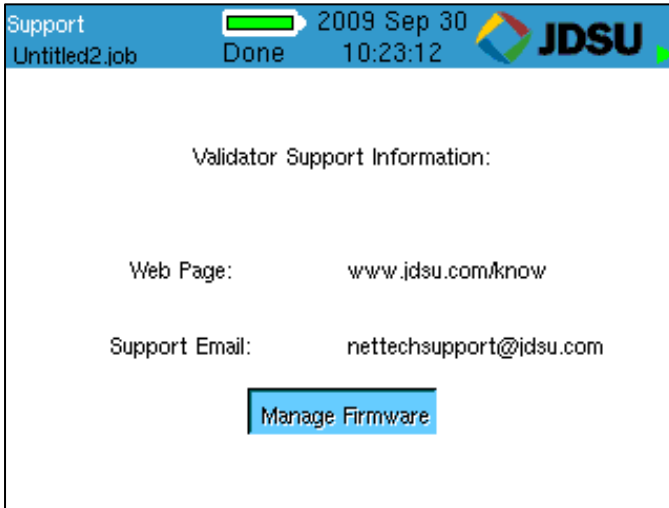 Support
Untitled2.job
Done
2009 Sep 30
10:23:12
JDSU
Validator Support Information:
Web Page: www.jdsu.com/know
Support Email: nettechsupport@jdsu.com
Manage Firmware